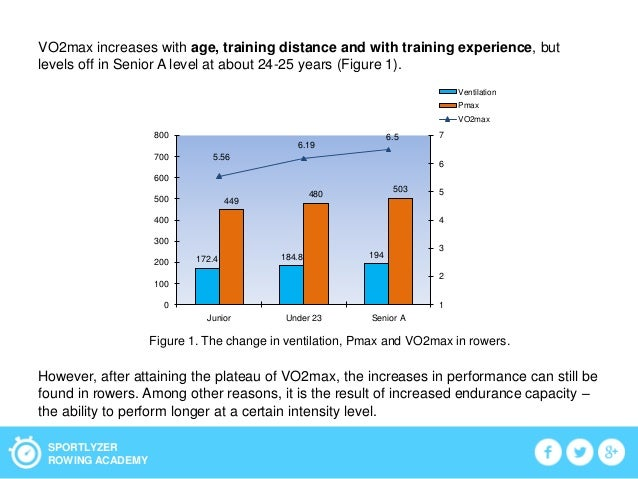 VO2max increases with age, training distance and with training experience, but
levels off in Senior A level at about 24-25 years (Figure 1).
Ventilation
Pmax
VO2max
800
700
600
500
400
300
200
100
0
7
6
5
4
3
2
1
5.56
6.19
6.5
449
480
503
172.4
184.8
194
Junior
Under 23
Senior A
Figure 1. The change in ventilation, Pmax and VO2max in rowers.
However, after attaining the plateau of VO2max, the increases in performance can still be
found in rowers. Among other reasons, it is the result of increased endurance capacity –
the ability to perform longer at a certain intensity level.
SPORTLYZER
ROWING ACADEMY